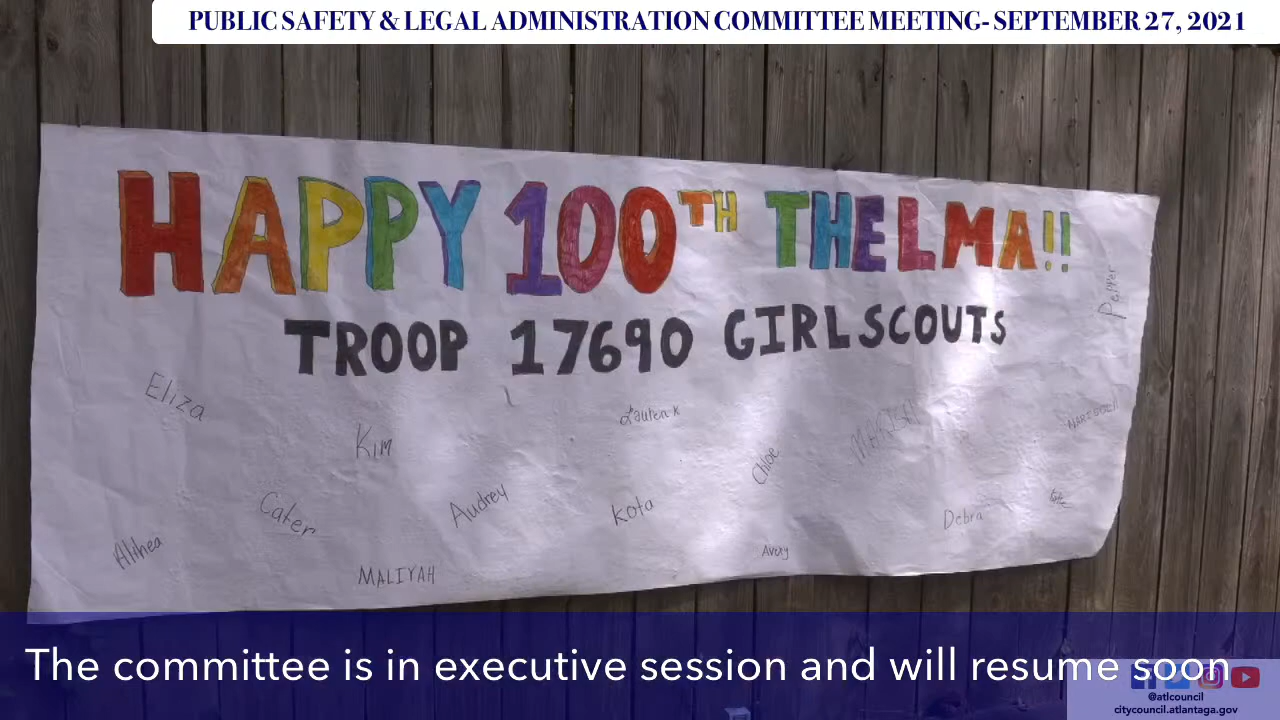 PUBLIC SAFETY & LEGAL ADMINISTRATION COMMITTEE MEETING- SEPTEMBER 27, 2021
HAPPY 100TH THELMA!!
TROOP 17690 GIRLSCOUTS
Pepper
Eliza
Lauren K
Kim
Chloe
Cater
Audrey
Kota
Debra
Althea
Avery
MALIYAH
The committee is in executive session and will resume soon
@atlcouncil
citycouncil.atlantaga.gov